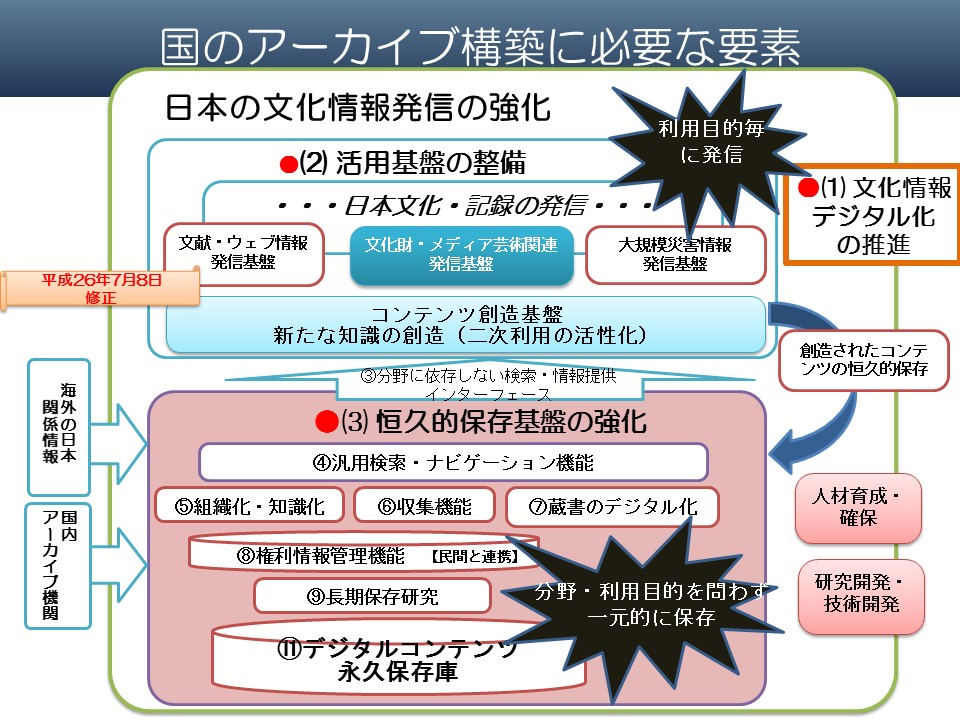 国のアーカイブ構築に必要な要素
日本の文化情報発信の強化
利用目的毎
に発信
●⑵ 活用基盤の整備
・・・日本文化・記録の発信・・・
文献・ウェブ情報
発信基盤
文化財・メディア芸術関連
発信基盤
大規模災害情報
発信基盤
●⑴ 文化情報
デジタル化
の推進
平成26年7月8日
修正
コンテンツ創造基盤
新たな知識の創造（二次利用の活性化）
創造されたコンテ
ンツの恒久的保存
③分野に依存しない検索・情報提供
インターフェース
海外の日本
関係情報
国内
アーカイブ機関
●⑶ 恒久的保存基盤の強化
④汎用検索・ナビゲーション機能
⑤組織化・知識化
⑥収集機能
⑦蔵書のデジタル化
⑧権利情報管理機能 【民間と連携】
⑨長期保存研究
分野・利用目的を問わず
一元的に保存
⑪デジタルコンテンツ
永久保存庫
人材育成・
確保
研究開発・
技術開発